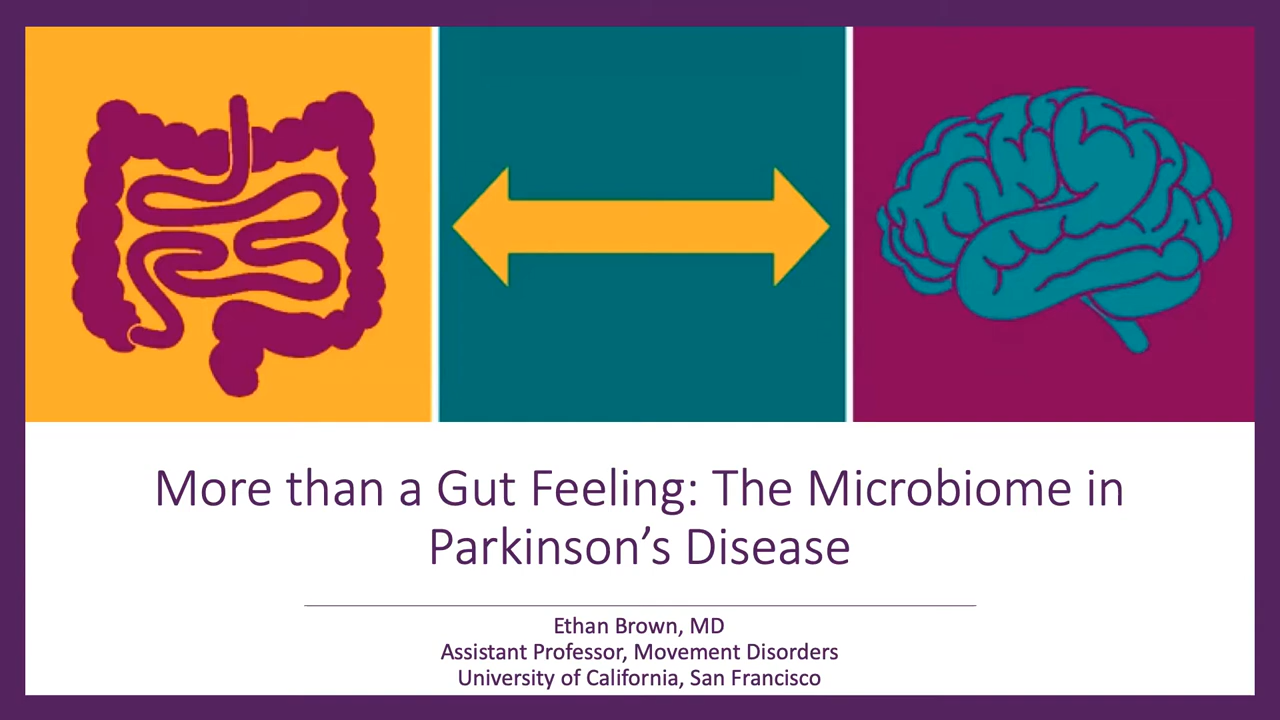 More than a Gut Feeling: The Microbiome in
Parkinson’s Disease
Ethan Brown, MD
Assistant Professor, Movement Disorders
University of California, San Francisco